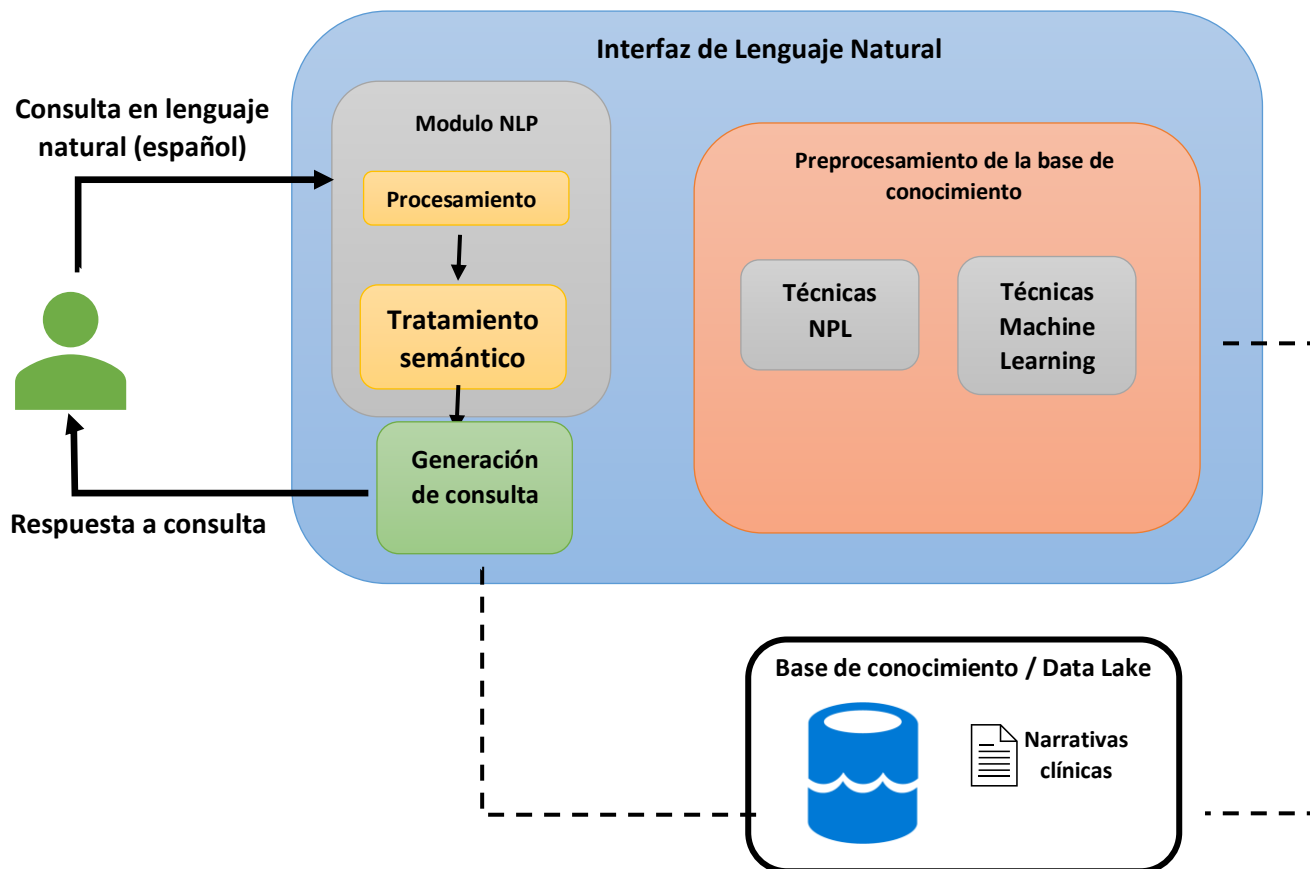 Interfaz de Lenguaje Natural
Consulta en lenguaje
natural (español)
Modulo NLP
Procesamiento
Tratamiento
semántico
Generación
de consulta
Respuesta a consulta
Preprocesamiento de la base de
conocimiento
Técnicas
NPL
Técnicas
Machine
Learning
Base de conocimiento / Data Lake
Narrativas
clínicas